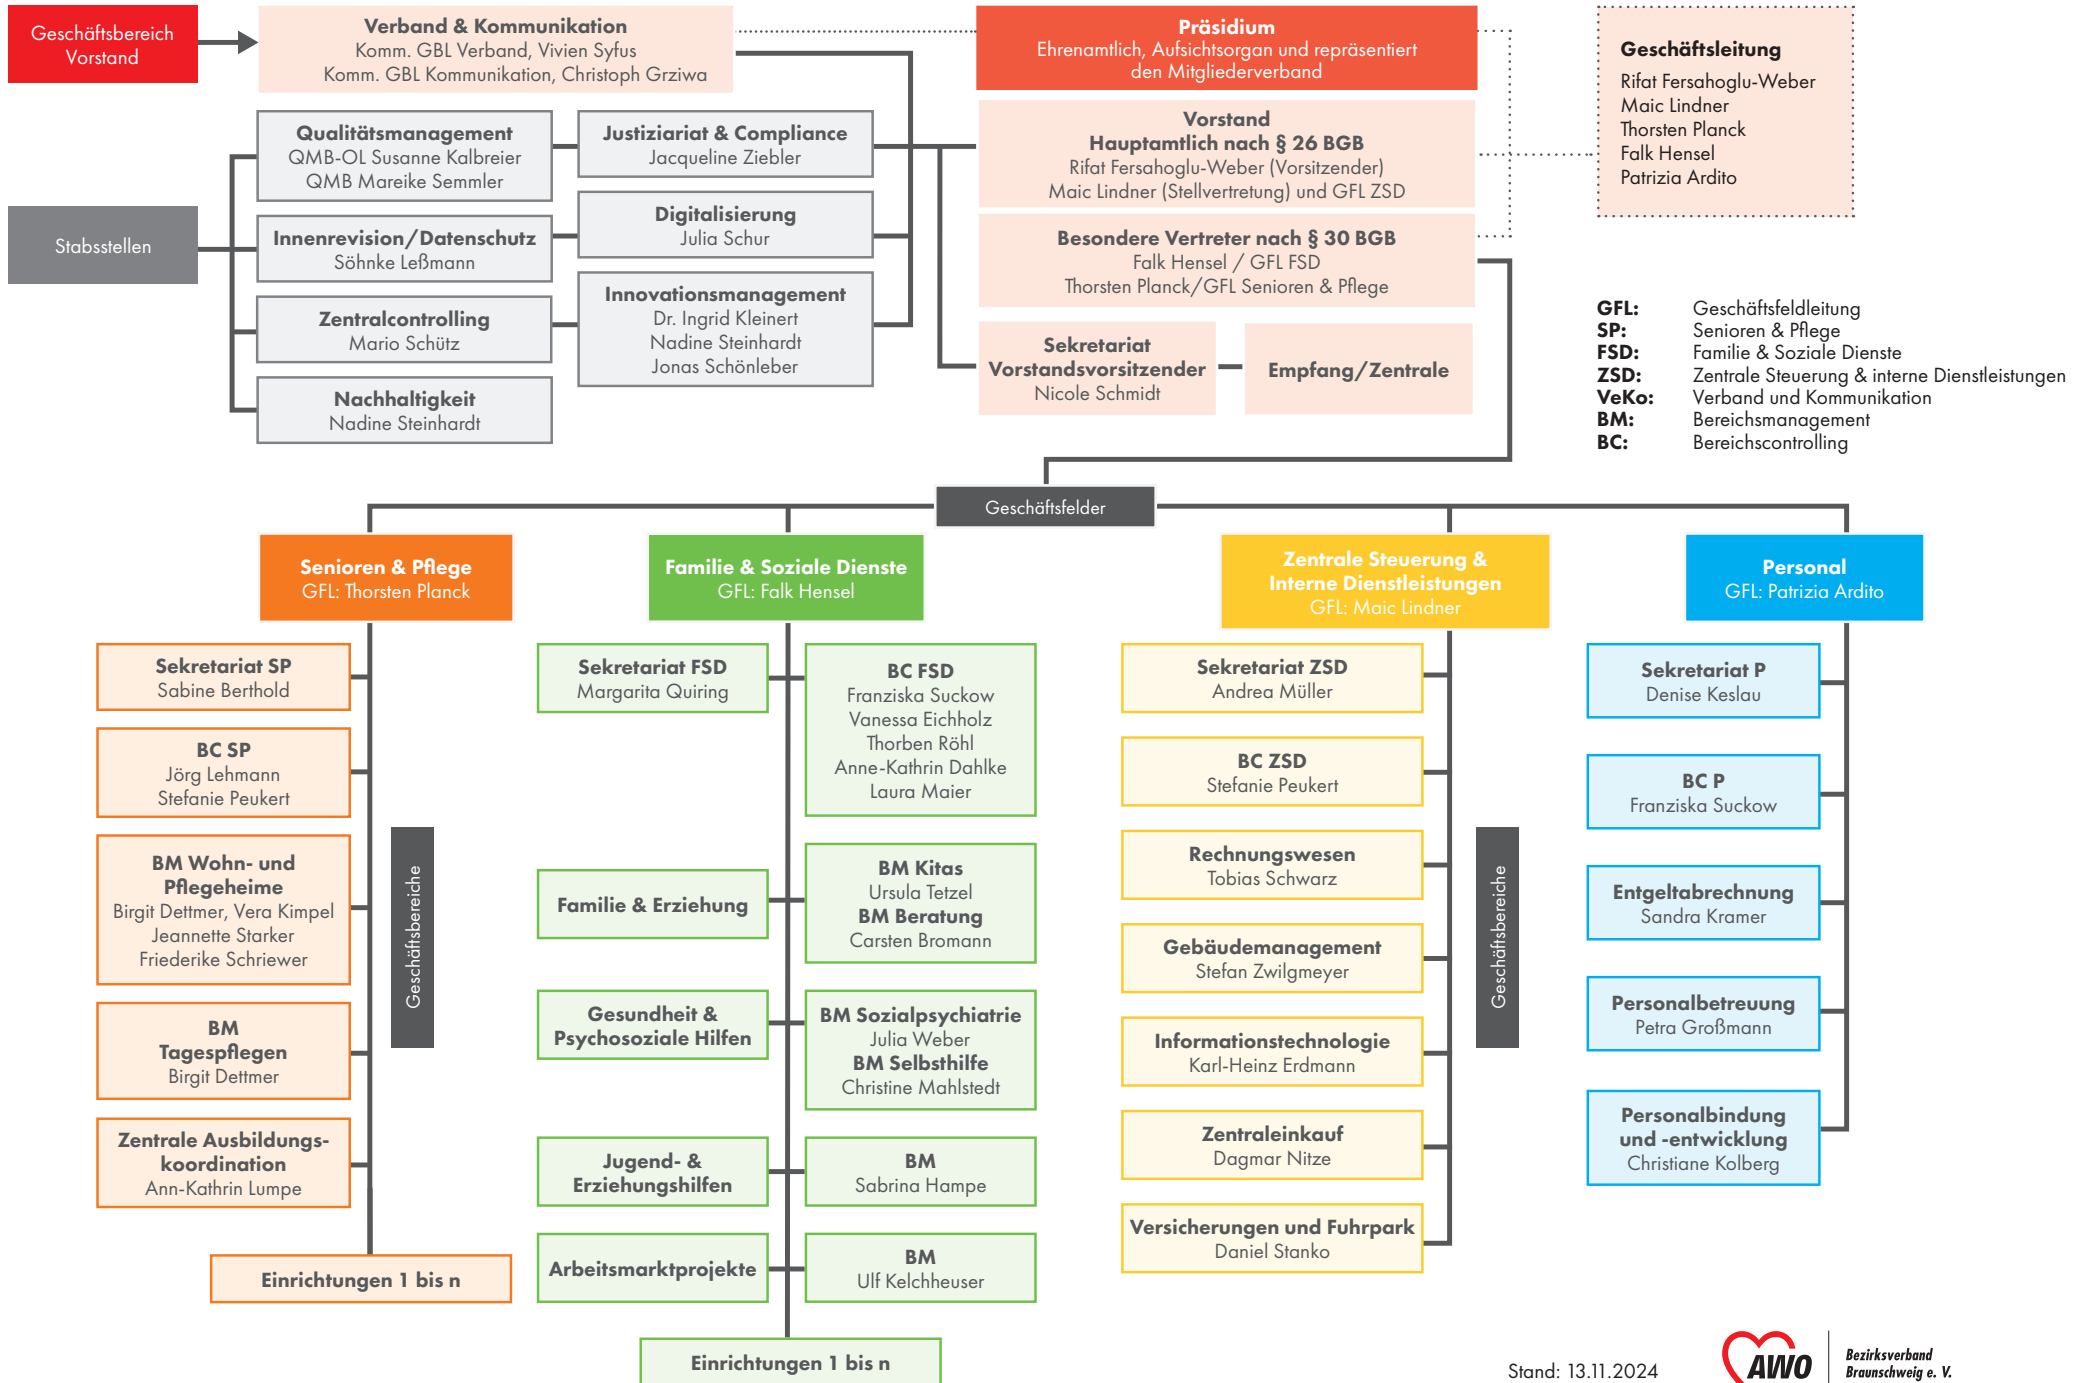 Geschäftsbereich
Vorstand
Verband & Kommunikation
Komm. GBL Verband, Vivien Syfus
Komm. GBL Kommunikation, Christoph Grziwa
Präsidium
Ehrenamtlich, Aufsichtsorgan und repräsentiert
den Mitgliederverband
Geschäftsleitung
Rifat Fersahoglu-Weber
Maic Lindner
Thorsten Planck
Falk Hensel
Patrizia Ardito
Stabsstellen
Qualitätsmanagement
QMB-OL Susanne Kalbreier
QMB Mareike Semmler
Innenrevision/Datenschutz
Söhnke Leßmann
Zentralcontrolling
Mario Schütz
Nachhaltigkeit
Nadine Steinhardt
Justiziariat & Compliance
Jacqueline Ziebler
Digitalisierung
Julia Schur
Innovationsmanagement
Dr. Ingrid Kleinert
Nadine Steinhardt
Jonas Schönleber
Vorstand
Hauptamtlich nach § 26 BGB
Rifat Fersahoglu-Weber (Vorsitzender)
Maic Lindner (Stellvertretung) und GFL ZSD
Besondere Vertreter nach § 30 BGB
Falk Hensel / GFL FSD
Thorsten Planck/GFL Senioren & Pflege
Sekretariat
Vorstandsvorsitzender
Nicole Schmidt
Empfang/Zentrale
GFL: Geschäftsfeldleitung
SP: Senioren & Pflege
FSD: Familie & Soziale Dienste
ZSD: Zentrale Steuerung & interne Dienstleistungen
VeKo: Verband und Kommunikation
BM: Bereichsmanagement
BC: Bereichscontrolling
Geschäftsfelder
Senioren & Pflege
GFL: Thorsten Planck
Sekretariat SP
Sabine Berthold
BC SP
Jörg Lehmann
Stefanie Peukert
BM Wohn- und
Pflegeheime
Birgit Dettmer, Vera Kimpel
Jeannette Starker
Friederike Schriewer
BM
Tagespflegen
Birgit Dettmer
Zentrale Ausbildungs-
koordination
Ann-Kathrin Lumpe
Einrichtungen 1 bis n
Geschäftsbereiche
Familie & Soziale Dienste
GFL: Falk Hensel
Sekretariat FSD
Margarita Quiring
BC FSD
Franziska Suckow
Vanessa Eichholz
Thorben Röhl
Anne-Kathrin Dahlke
Laura Maier
Familie & Erziehung
BM Kitas
Ursula Tetzel
BM Beratung
Carsten Bromann
Gesundheit &
Psychosoziale Hilfen
BM Sozialpsychiatrie
Julia Weber
BM Selbsthilfe
Christine Mahlstedt
Jugend- &
Erziehungshilfen
BM
Sabrina Hampe
Arbeitsmarktprojekte
BM
Ulf Kelchheuser
Einrichtungen 1 bis n
Zentrale Steuerung &
Interne Dienstleistungen
GFL: Maic Lindner
Sekretariat ZSD
Andrea Müller
BC ZSD
Stefanie Peukert
Rechnungswesen
Tobias Schwarz
Gebäudemanagement
Stefan Zwilgmeyer
Informationstechnologie
Karl-Heinz Erdmann
Zentraleinkauf
Dagmar Nitze
Versicherungen und Fuhrpark
Daniel Stanko
Geschäftsbereiche
Personal
GFL: Patrizia Ardito
Sekretariat P
Denise Keslau
BC P
Franziska Suckow
Entgeltabrechnung
Sandra Kramer
Personalbetreuung
Petra Großmann
Personalbindung
und -entwicklung
Christiane Kolberg
Stand: 13.11.2024
AWO
Bezirksverband
Braunschweig e. V.